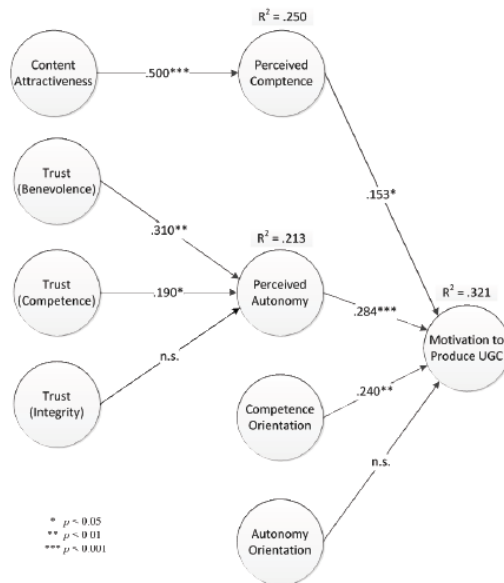 R² = .250
Content
Attractiveness
.500***
Perceived
Comptence
Trust
(Benevolence)
.310**
.153*
R² = .213
Trust
(Competence)
.190*
Perceived
Autonomy
.284***
R² = .321
Motivation to
Produce UGC
n.s.
.240**
Trust
(Integrity)
Competence
Orientation
n.s.
Autonomy
Orientation
* p < 0.05
** p < 0.01
*** p < 0.001